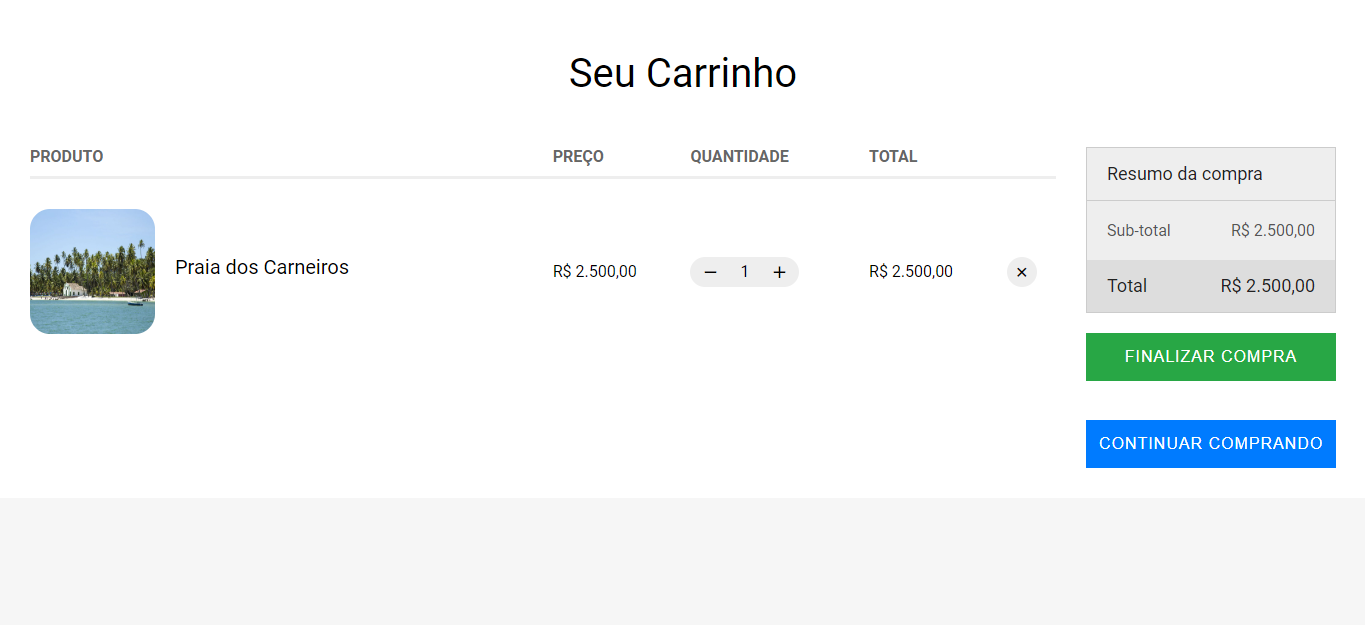 Seu Carrinho
PRODUTO PREÇO QUANTIDADE TOTAL
Praia dos Carneiros R$ 2.500,00 − 1 + R$ 2.500,00 ×
Resumo da compra
Sub-total R$ 2.500,00
Total R$ 2.500,00
FINALIZAR COMPRA
CONTINUAR COMPRANDO